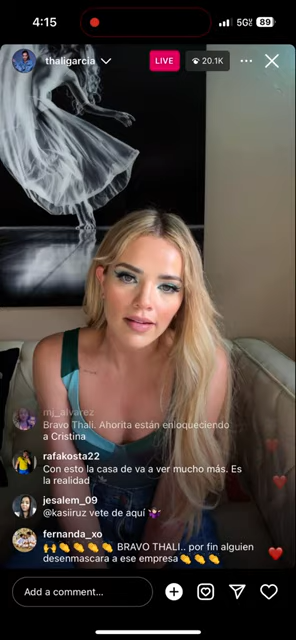 4:15
5G
89
thaligarcia
LIVE
20.1K
mj_alvarez
Bravo Thali. Ahorita están enloqueciendo
a Cristina
rafakosta22
Con esto la casa de va a ver mucho más. Es
la realidad
jesalem_09
@kasiiruz vete de aquí 🤷‍♀️
fernanda_xo
🙌👏👏👏👏 BRAVO THALI.. por fin alguien
desenmascara a ese empresa👏👏👏
Add a comment...